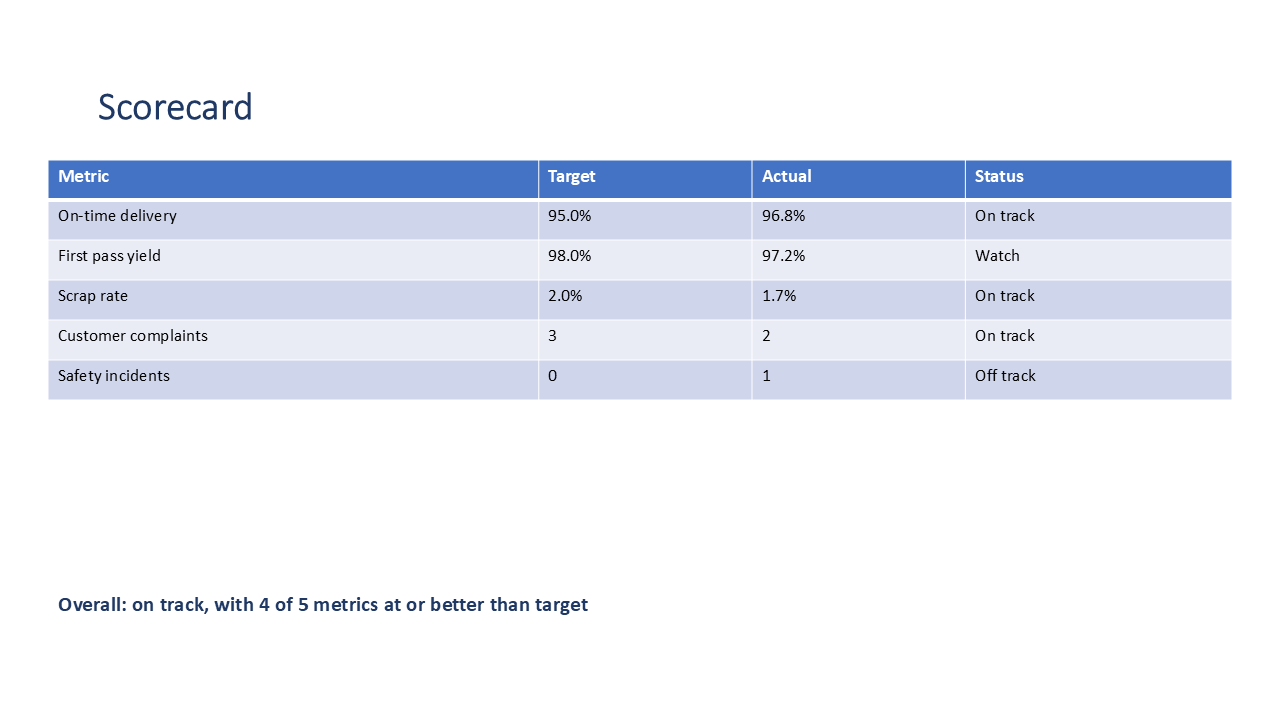 Scorecard
Metric Target Actual Status
On-time delivery 95.0% 96.8% On track
First pass yield 98.0% 97.2% Watch
Scrap rate 2.0% 1.7% On track
Customer complaints 3 2 On track
Safety incidents 0 1 Off track
Overall: on track, with 4 of 5 metrics at or better than target